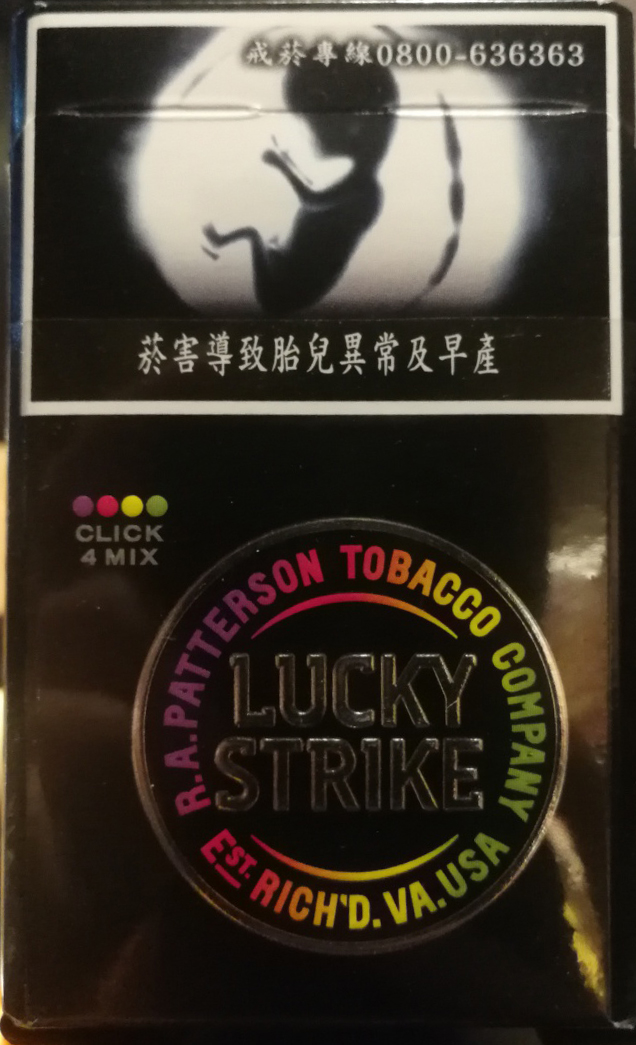 戒菸專線0800-636363
菸害導致胎兒異常及早產
CLICK
4 MIX
R.A.PATTERSON TOBACCO COMPANY
LUCKY
STRIKE
EST. RICH'D. VA. USA